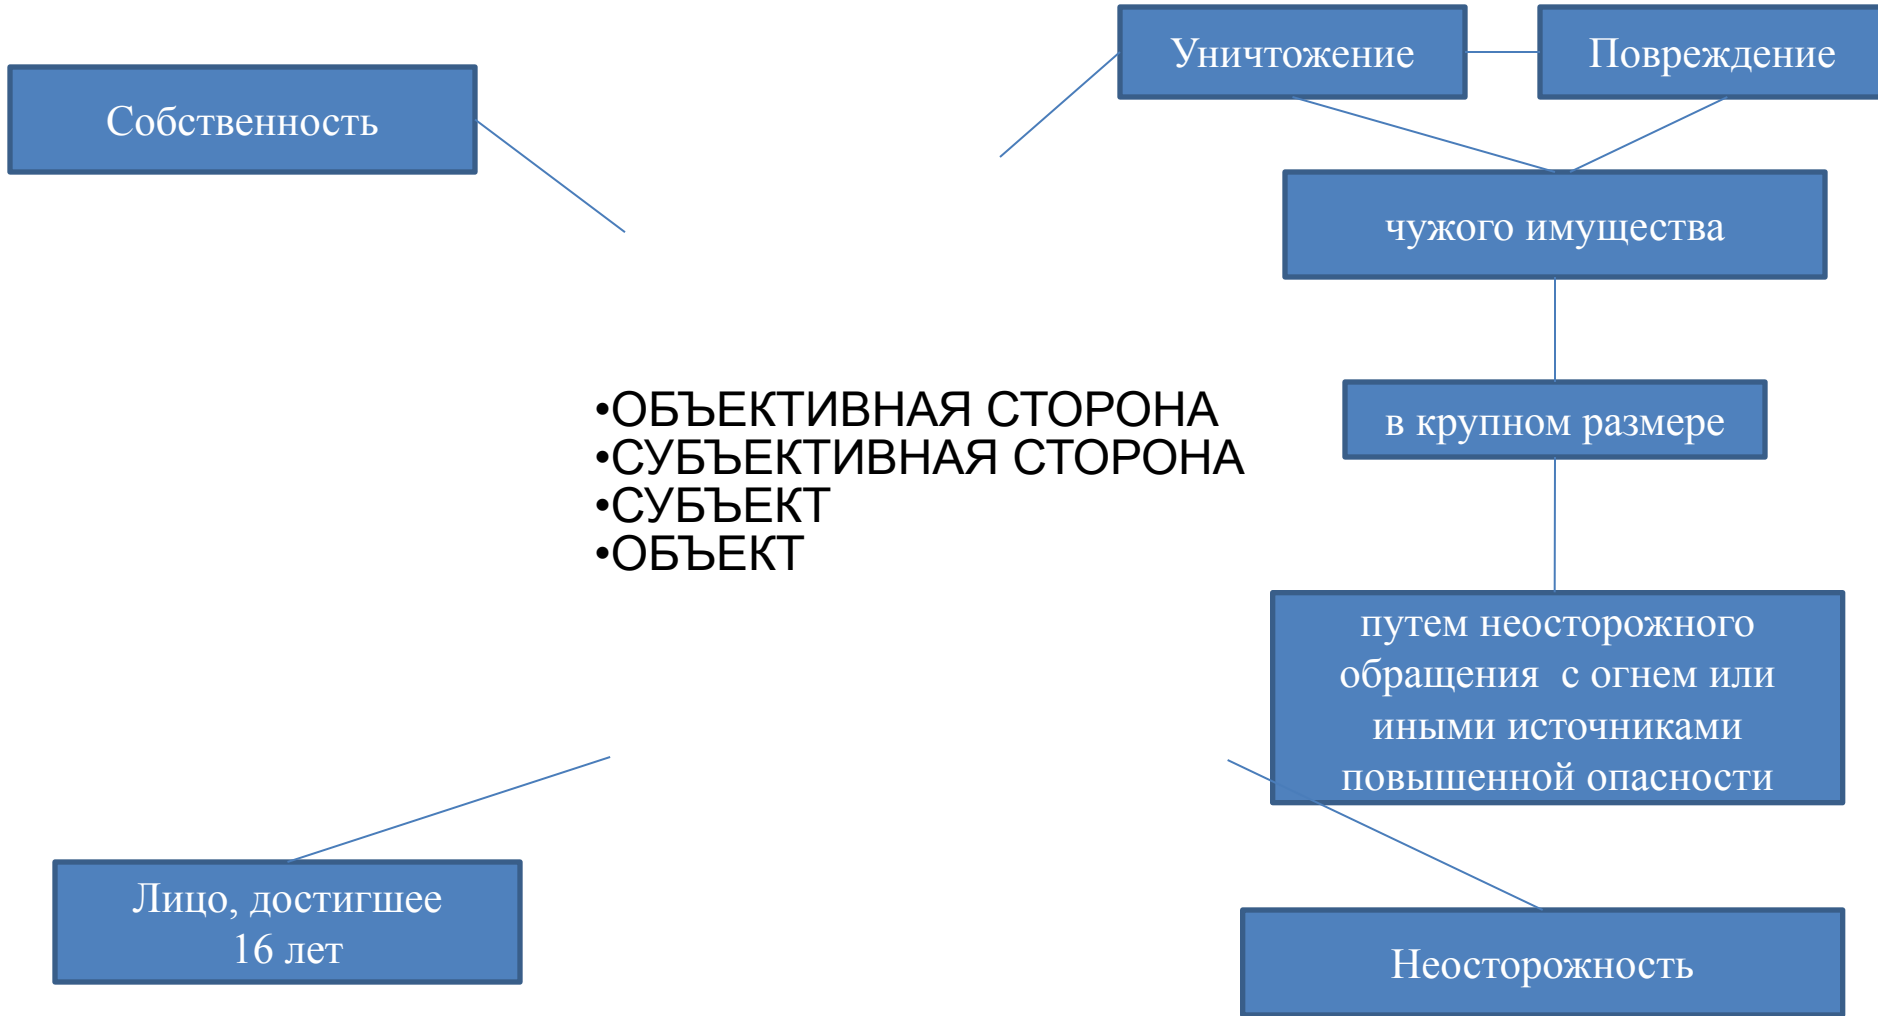 Уничтожение
Повреждение
Собственность
чужого имущества
•ОБЪЕКТИВНАЯ СТОРОНА
•СУБЪЕКТИВНАЯ СТОРОНА
•СУБЪЕКТ
•ОБЪЕКТ
в крупном размере
путем неосторожного
обращения  с огнем или
иными источниками
повышенной опасности
Лицо, достигшее
16 лет
Неосторожность